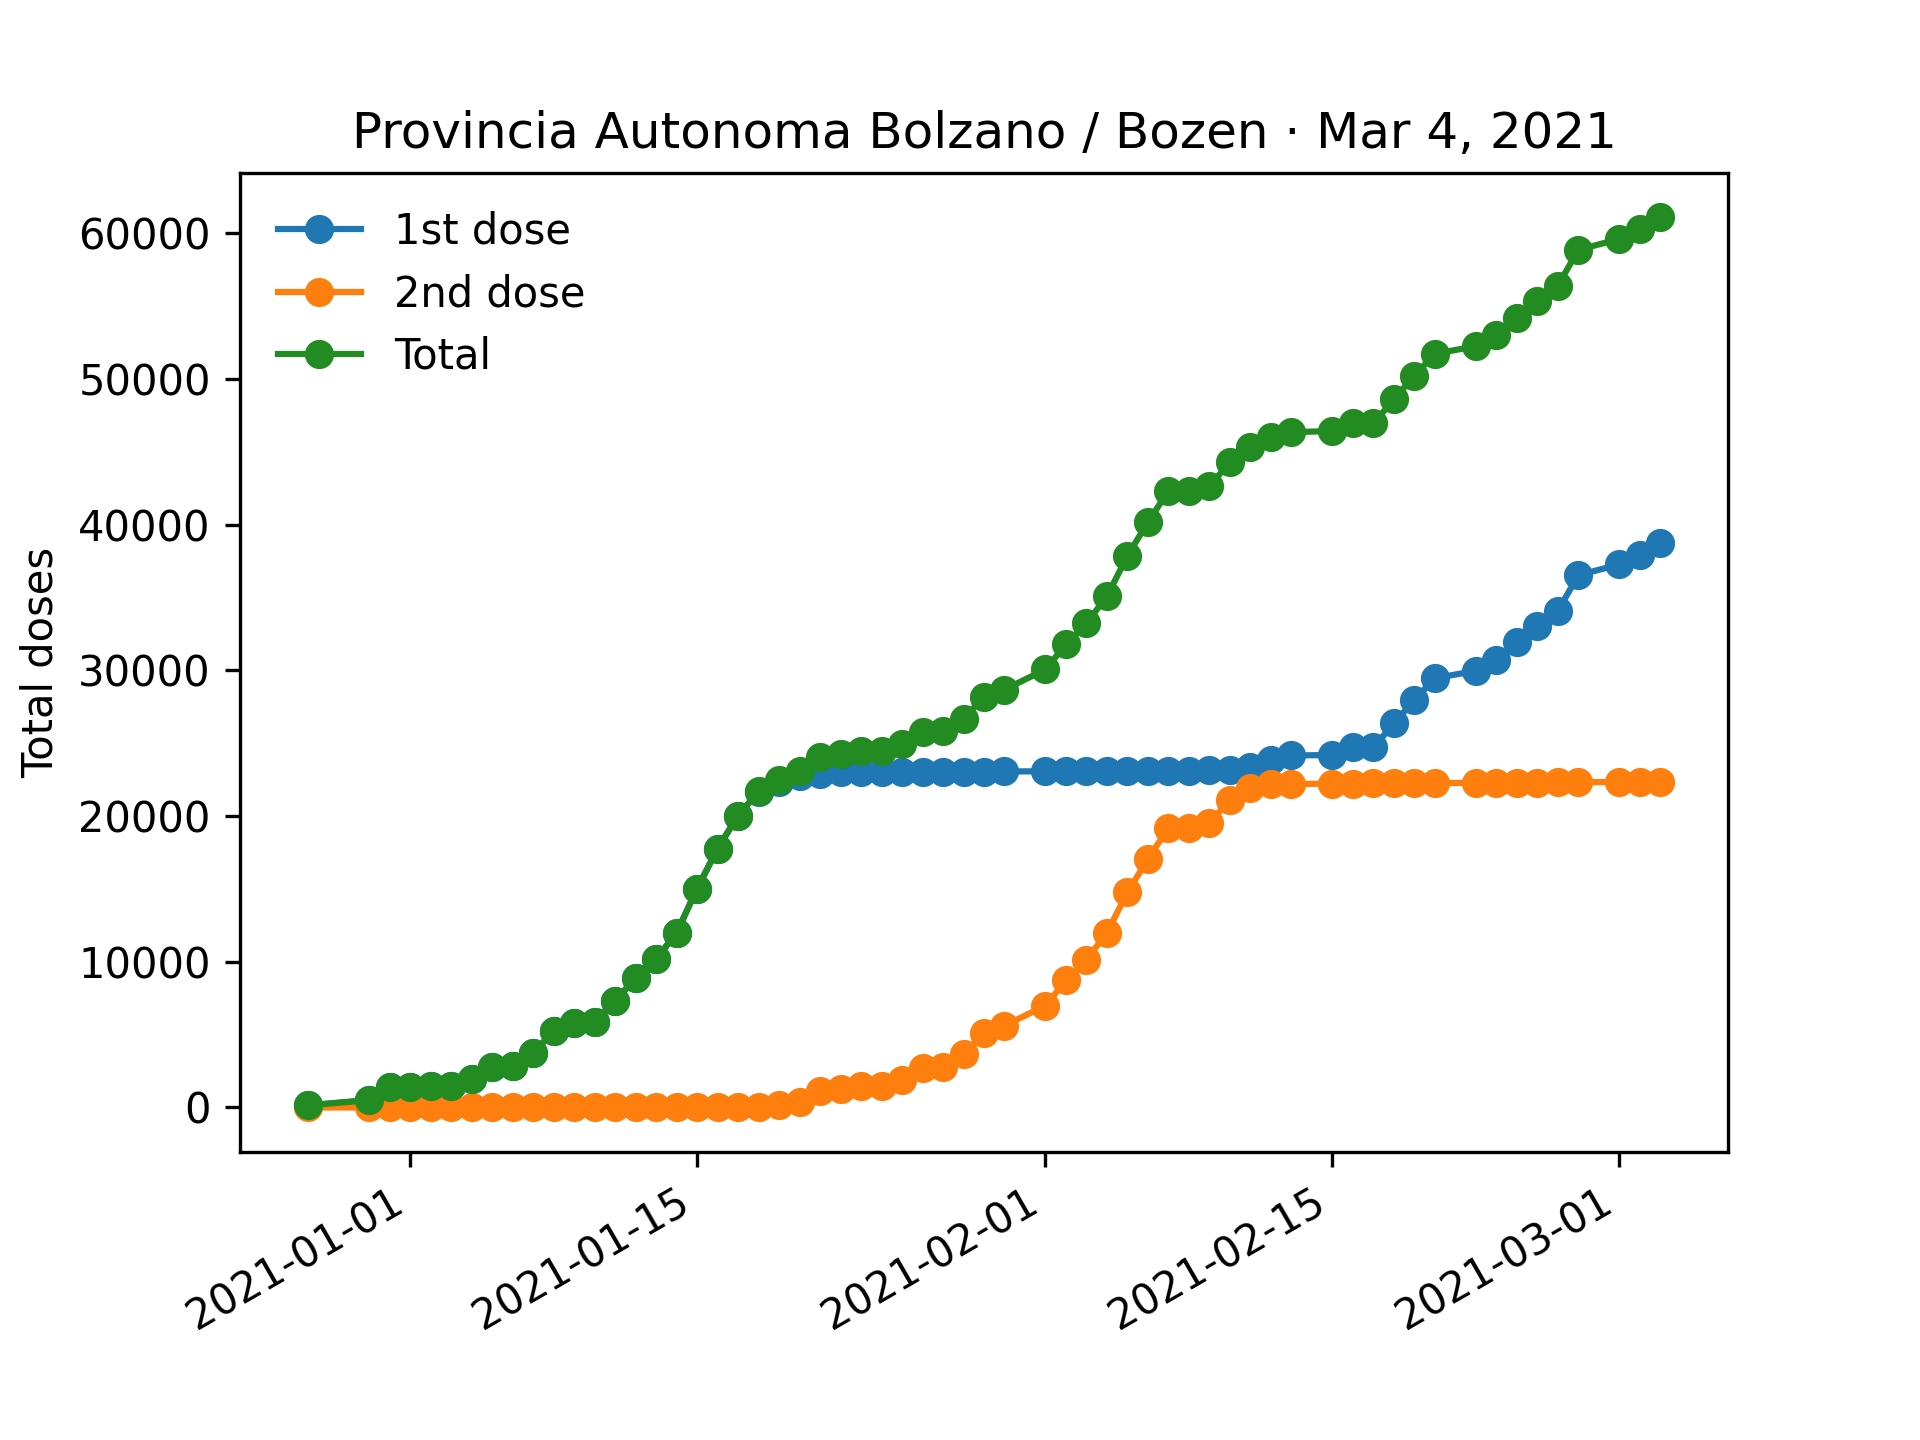 Provincia Autonoma Bolzano / Bozen · Mar 4, 2021
1st dose
2nd dose
Total
Total doses
60000
50000
40000
30000
20000
10000
0
2021-01-01
2021-01-15
2021-02-01
2021-02-15
2021-03-01